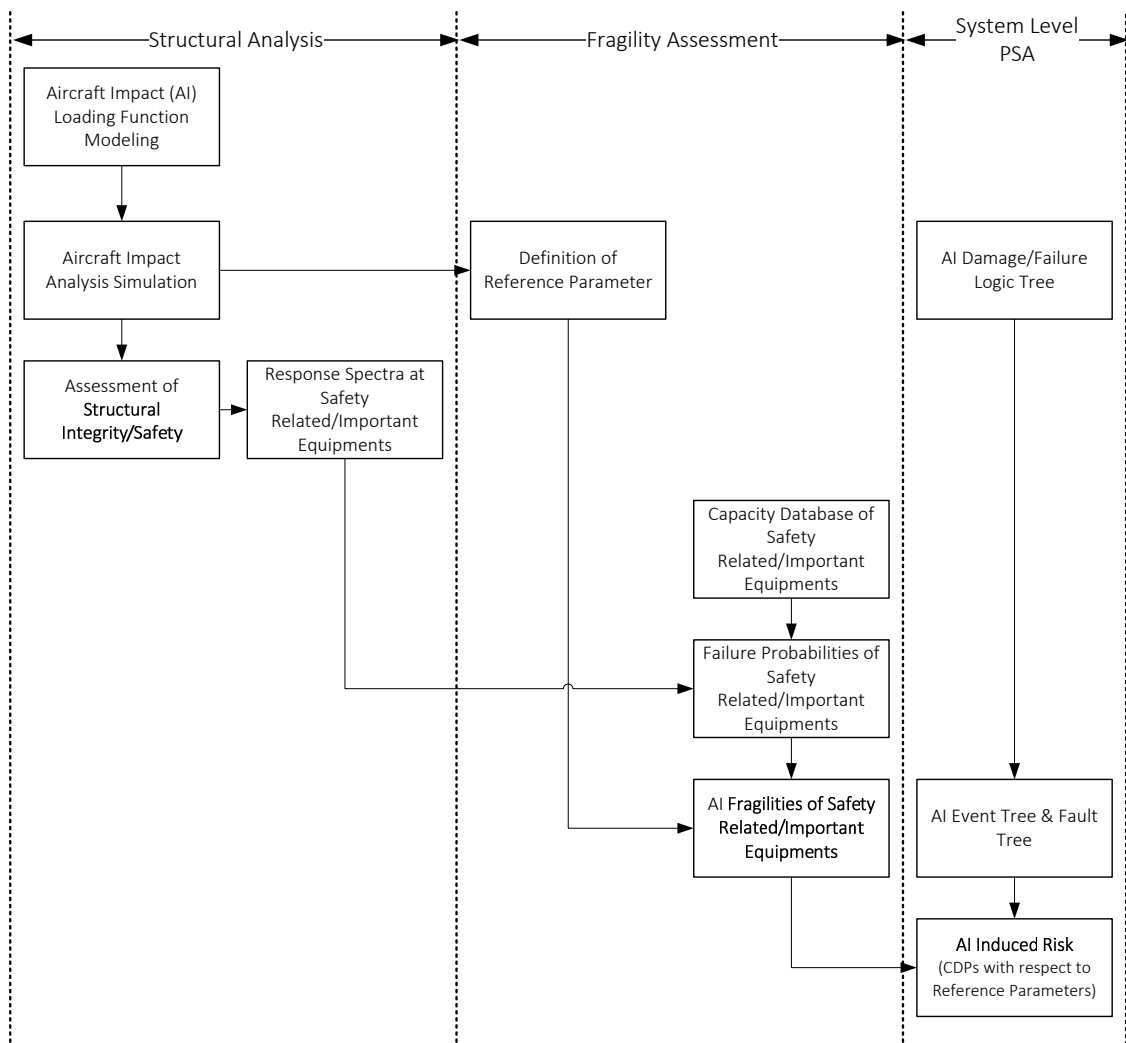 Structural Analysis
Fragility Assessment
System Level
PSA
Aircraft Impact (AI)
Loading Function
Modeling
Aircraft Impact
Analysis Simulation
Definition of
Reference Parameter
AI Damage/Failure
Logic Tree
Assessment of
Structural
Integrity/Safety
Response Spectra at
Safety
Related/Important
Equipments
Capacity Database of
Safety
Related/Important
Equipments
Failure Probabilities of
Safety
Related/Important
Equipments
AI Fragilities of Safety
Related/Important
Equipments
AI Event Tree & Fault
Tree
AI Induced Risk
(CDPs with respect to
Reference Parameters)